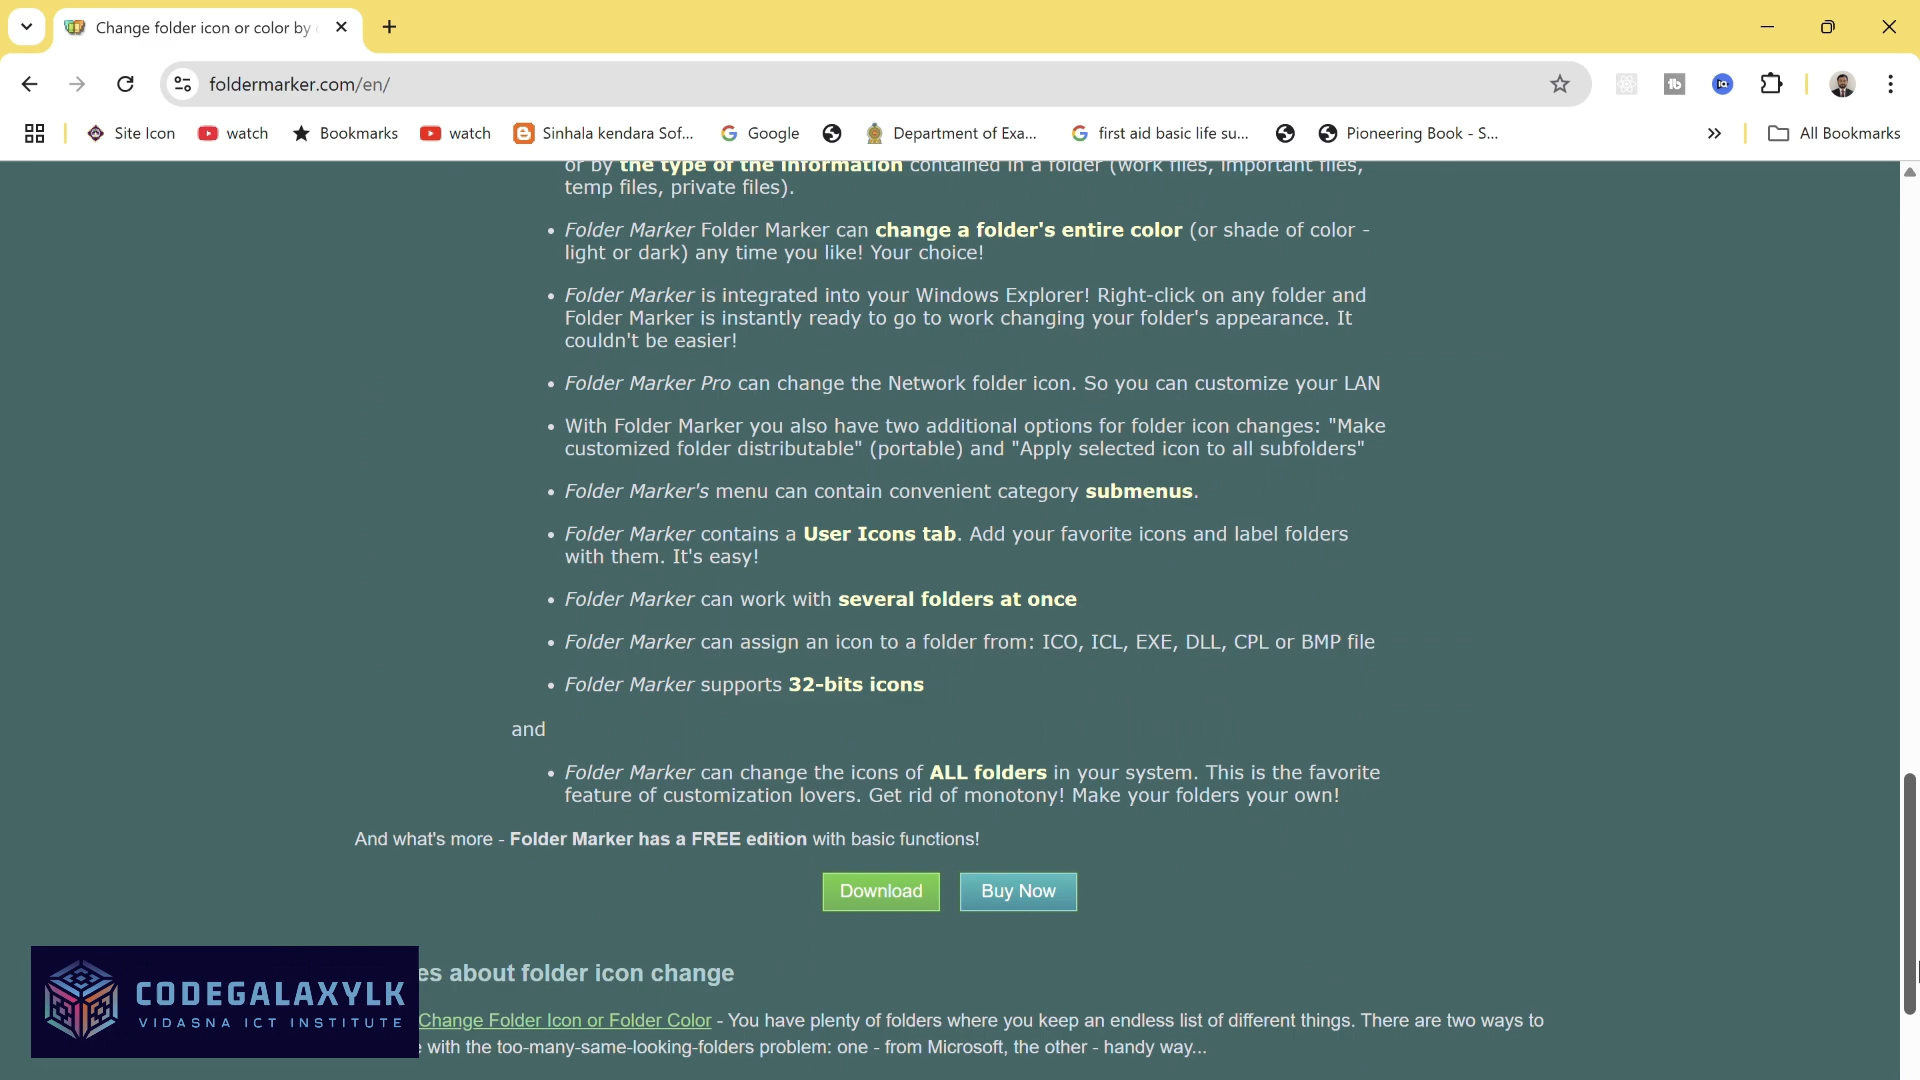 Change folder icon or color by
foldermarker.com/en/
Site Icon
watch
Bookmarks
watch
Sinhala kendara Sof...
Google
Department of Exa...
first aid basic life su...
Pioneering Book - S...
All Bookmarks
or by the type of the information contained in a folder (work files, important files,
temp files, private files).
• Folder Marker Folder Marker can change a folder's entire color (or shade of color -
light or dark) any time you like! Your choice!
• Folder Marker is integrated into your Windows Explorer! Right-click on any folder and
Folder Marker is instantly ready to go to work changing your folder's appearance. It
couldn't be easier!
• Folder Marker Pro can change the Network folder icon. So you can customize your LAN
• With Folder Marker you also have two additional options for folder icon changes: "Make
customized folder distributable" (portable) and "Apply selected icon to all subfolders"
• Folder Marker's menu can contain convenient category submenus.
• Folder Marker contains a User Icons tab. Add your favorite icons and label folders
with them. It's easy!
• Folder Marker can work with several folders at once
• Folder Marker can assign an icon to a folder from: ICO, ICL, EXE, DLL, CPL or BMP file
• Folder Marker supports 32-bits icons
and
• Folder Marker can change the icons of ALL folders in your system. This is the favorite
feature of customization lovers. Get rid of monotony! Make your folders your own!
And what's more - Folder Marker has a FREE edition with basic functions!
Download
Buy Now
es about folder icon change
Change Folder Icon or Folder Color - You have plenty of folders where you keep an endless list of different things. There are two ways to
with the too-many-same-looking-folders problem: one - from Microsoft, the other - handy way...
CODEGALAXYLK
VIDASNA ICT INSTITUTE